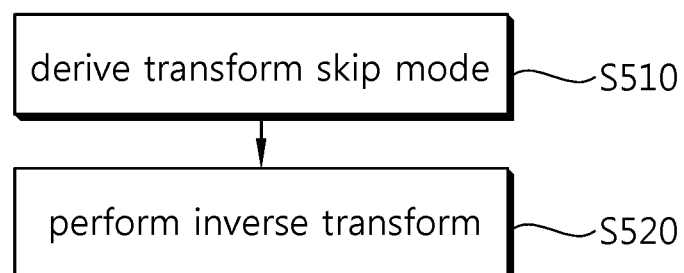 derive transform skip mode
S510
perform inverse transform
S520